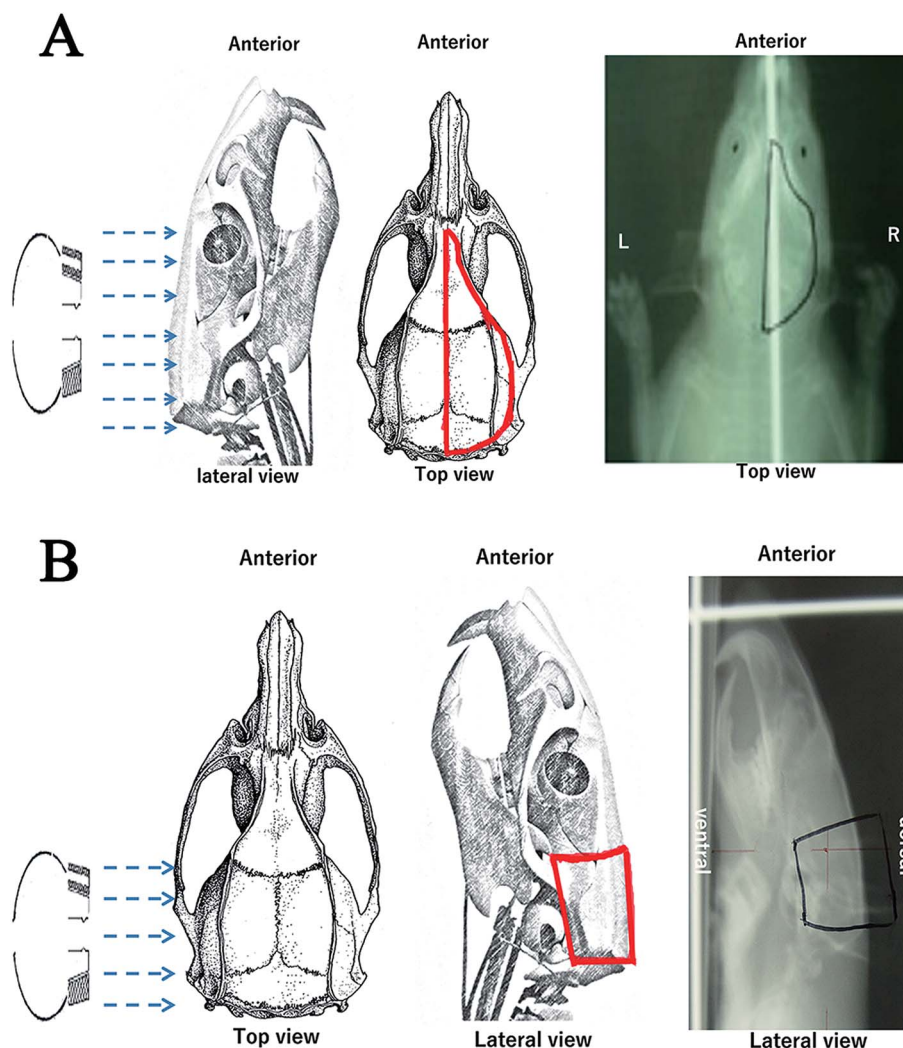 A
Anterior
Anterior
Anterior
L
R
lateral view
Top view
Top view
B
Anterior
Anterior
Anterior
ventral
dorsal
Top view
Lateral view
Lateral view